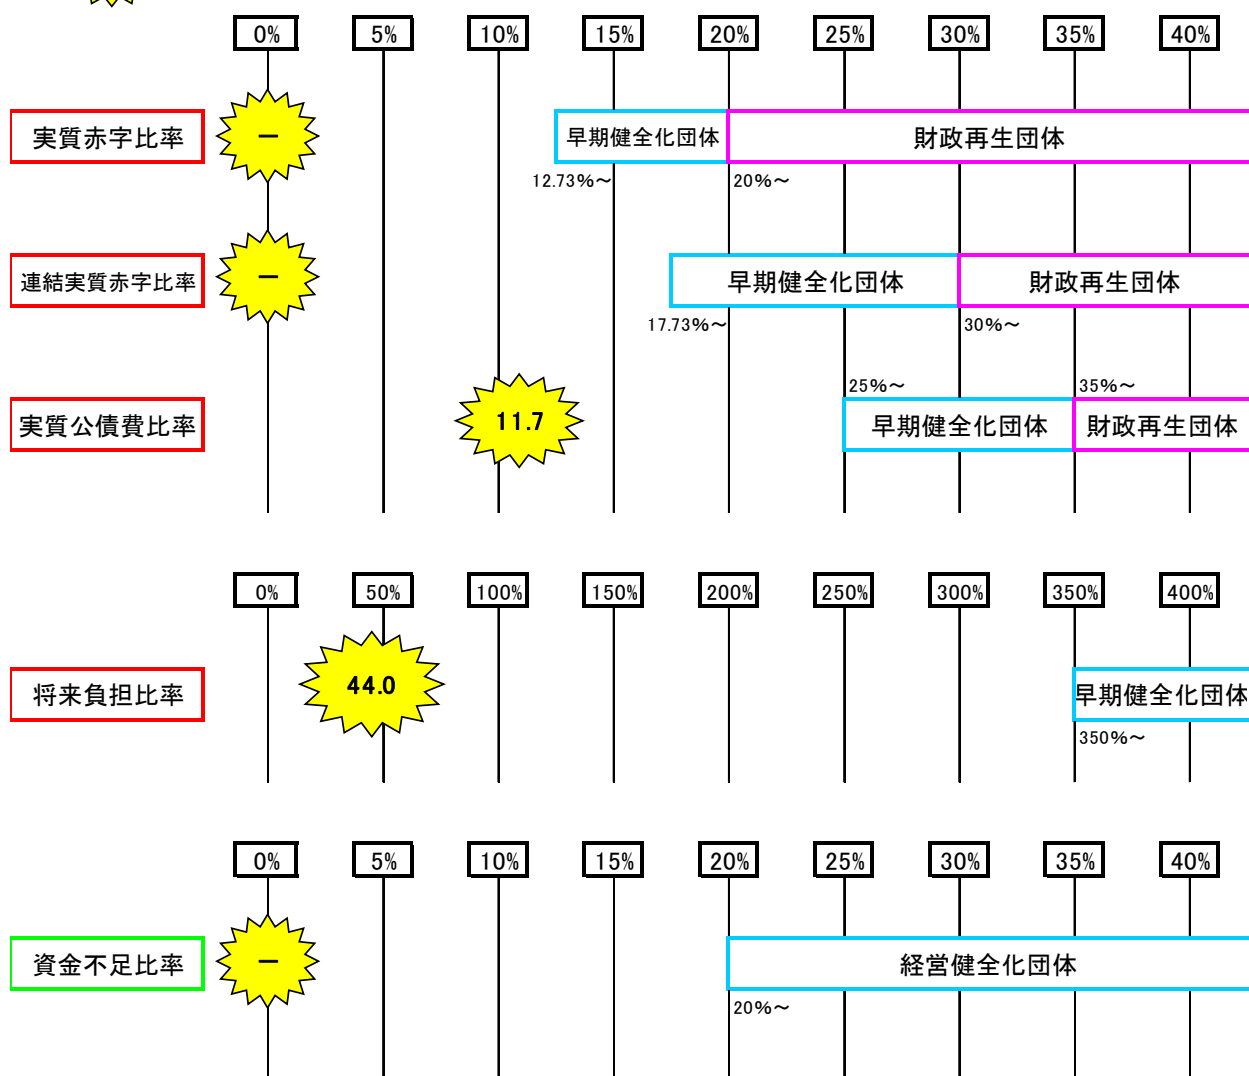 0% 5% 10% 15% 20% 25% 30% 35% 40%
実質赤字比率 － 早期健全化団体 財政再生団体
12.73%～ 20%～
連結実質赤字比率 － 早期健全化団体 財政再生団体
17.73%～ 30%～
25%～ 35%～
実質公債費比率 11.7 早期健全化団体 財政再生団体
0% 50% 100% 150% 200% 250% 300% 350% 400%
将来負担比率 44.0 早期健全化団体
350%～
0% 5% 10% 15% 20% 25% 30% 35% 40%
資金不足比率 － 経営健全化団体
20%～